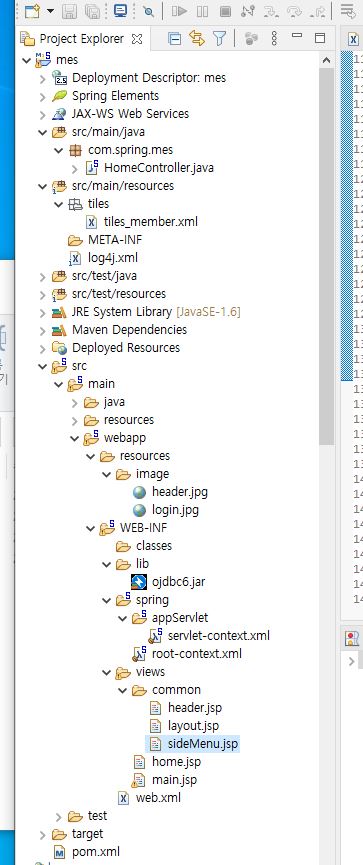 Project Explorer
mes
Deployment Descriptor: mes
Spring Elements
JAX-WS Web Services
src/main/java
com.spring.mes
HomeController.java
src/main/resources
tiles
tiles_member.xml
META-INF
log4j.xml
src/test/java
src/test/resources
JRE System Library [JavaSE-1.6]
Maven Dependencies
Deployed Resources
src
main
java
resources
webapp
resources
image
header.jpg
login.jpg
WEB-INF
classes
lib
ojdbc6.jar
spring
appServlet
servlet-context.xml
root-context.xml
views
common
header.jsp
layout.jsp
sideMenu.jsp
home.jsp
main.jsp
web.xml
test
target
pom.xml